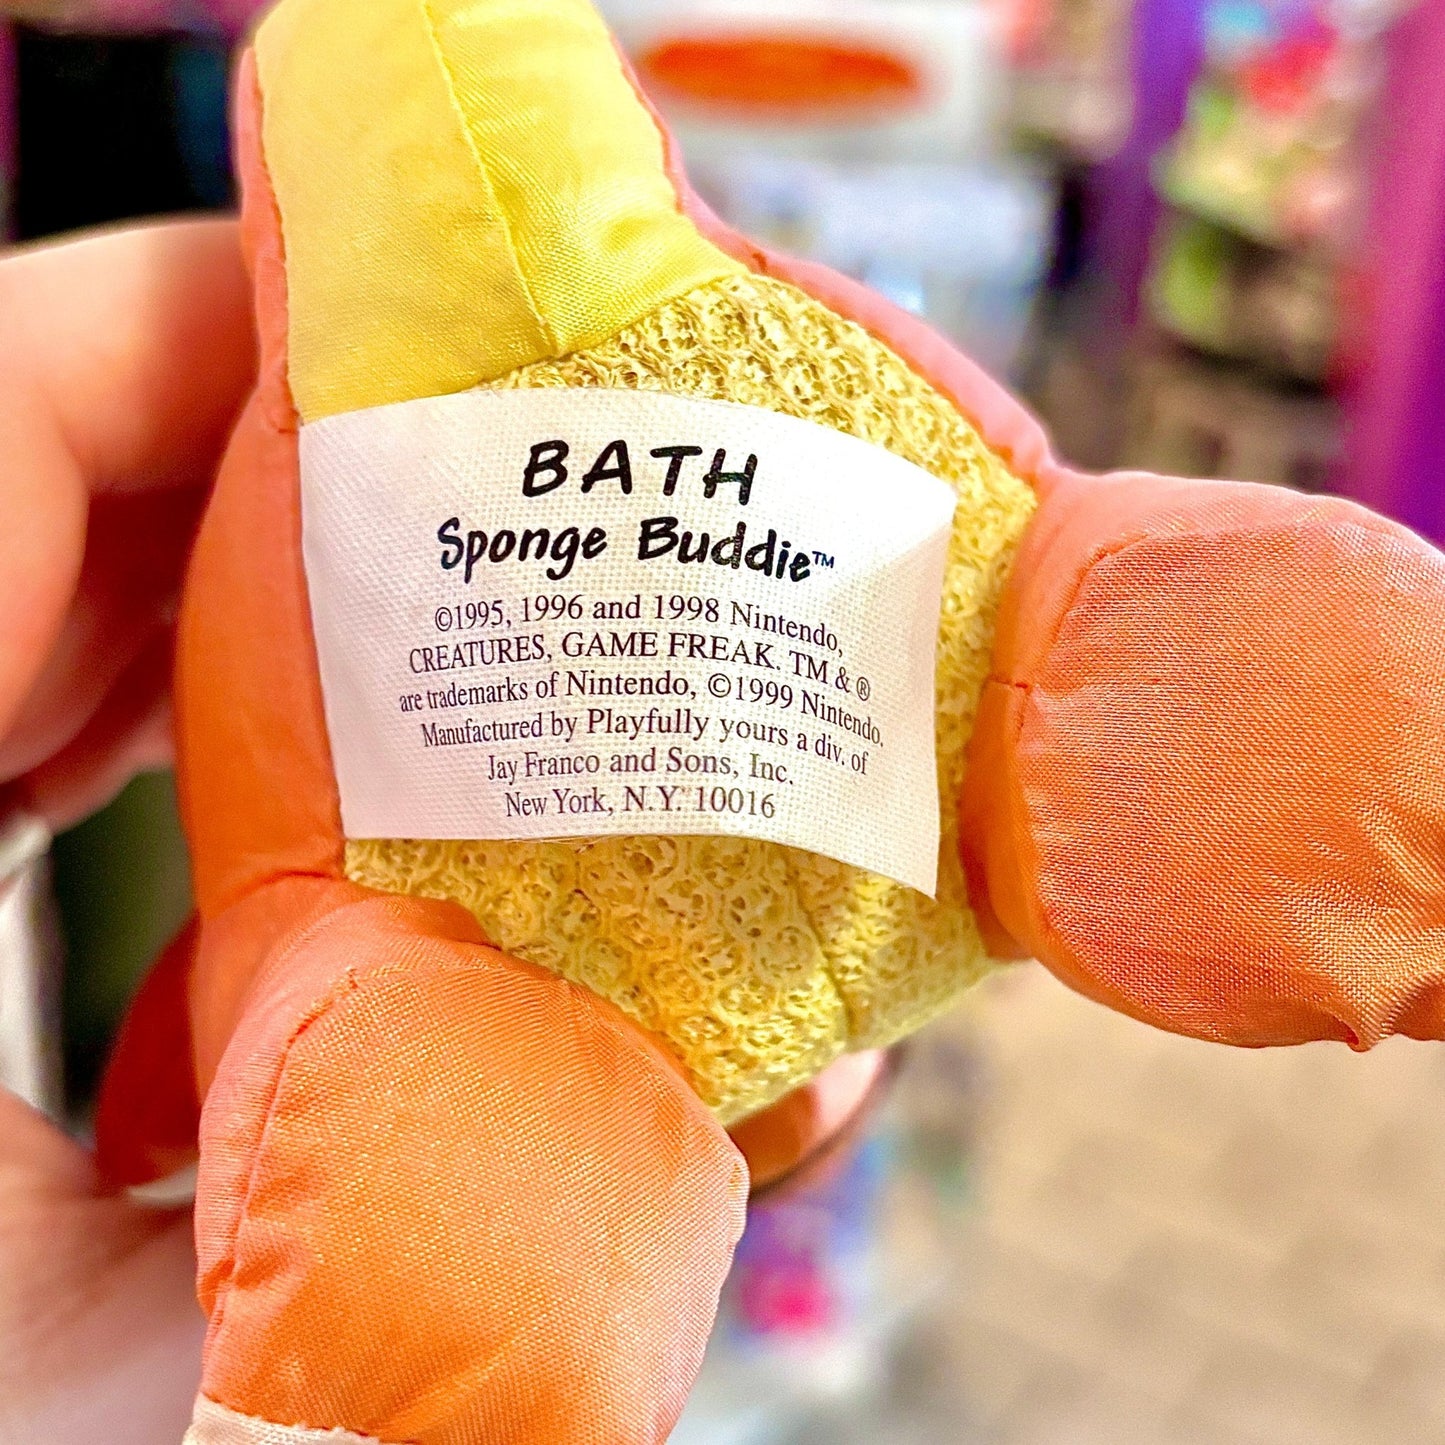 BATH
Sponge Buddie™
©1995, 1996 and 1998 Nintendo,
CREATURES, GAME FREAK. TM & ®
are trademarks of Nintendo, ©1999 Nintendo.
Manufactured by Playfully yours a div. of
Jay Franco and Sons, Inc.
New York, N.Y. 10016